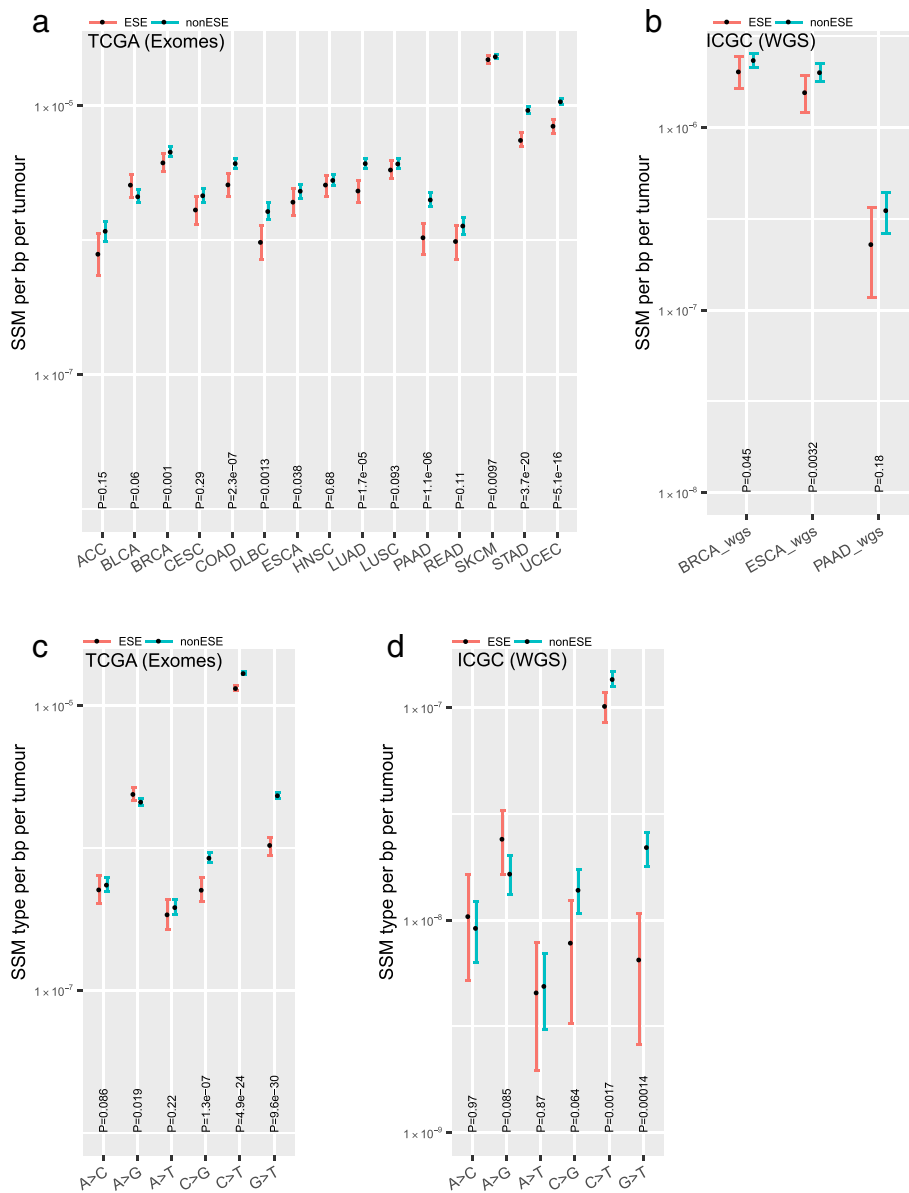 a
ESE nonESE
TCGA (Exomes)
SSM per bp per tumour
1×10⁻⁵
1×10⁻⁷
P=0.15
P=0.06
P=0.001
P=0.29
P=2.3e−07
P=0.0013
P=0.038
P=0.68
P=1.7e−05
P=0.093
P=1.1e−06
P=0.11
P=0.0097
P=3.7e−20
P=5.1e−16
ACC
BLCA
BRCA
CESC
COAD
DLBC
ESCA
HNSC
LUAD
LUSC
PAAD
READ
SKCM
STAD
UCEC
b
ESE nonESE
ICGC (WGS)
SSM per bp per tumour
1×10⁻⁶
1×10⁻⁷
1×10⁻⁸
P=0.045
P=0.0032
P=0.18
BRCA_wgs
ESCA_wgs
PAAD_wgs
c
ESE nonESE
TCGA (Exomes)
SSM type per bp per tumour
1×10⁻⁵
1×10⁻⁷
P=0.086
P=0.019
P=0.22
P=1.3e−07
P=4.9e−24
P=9.6e−30
A>C
A>G
A>T
C>G
C>T
G>T
d
ESE nonESE
ICGC (WGS)
SSM type per bp per tumour
1×10⁻⁷
1×10⁻⁸
1×10⁻⁹
P=0.97
P=0.085
P=0.87
P=0.064
P=0.0017
P=0.00014
A>C
A>G
A>T
C>G
C>T
G>T